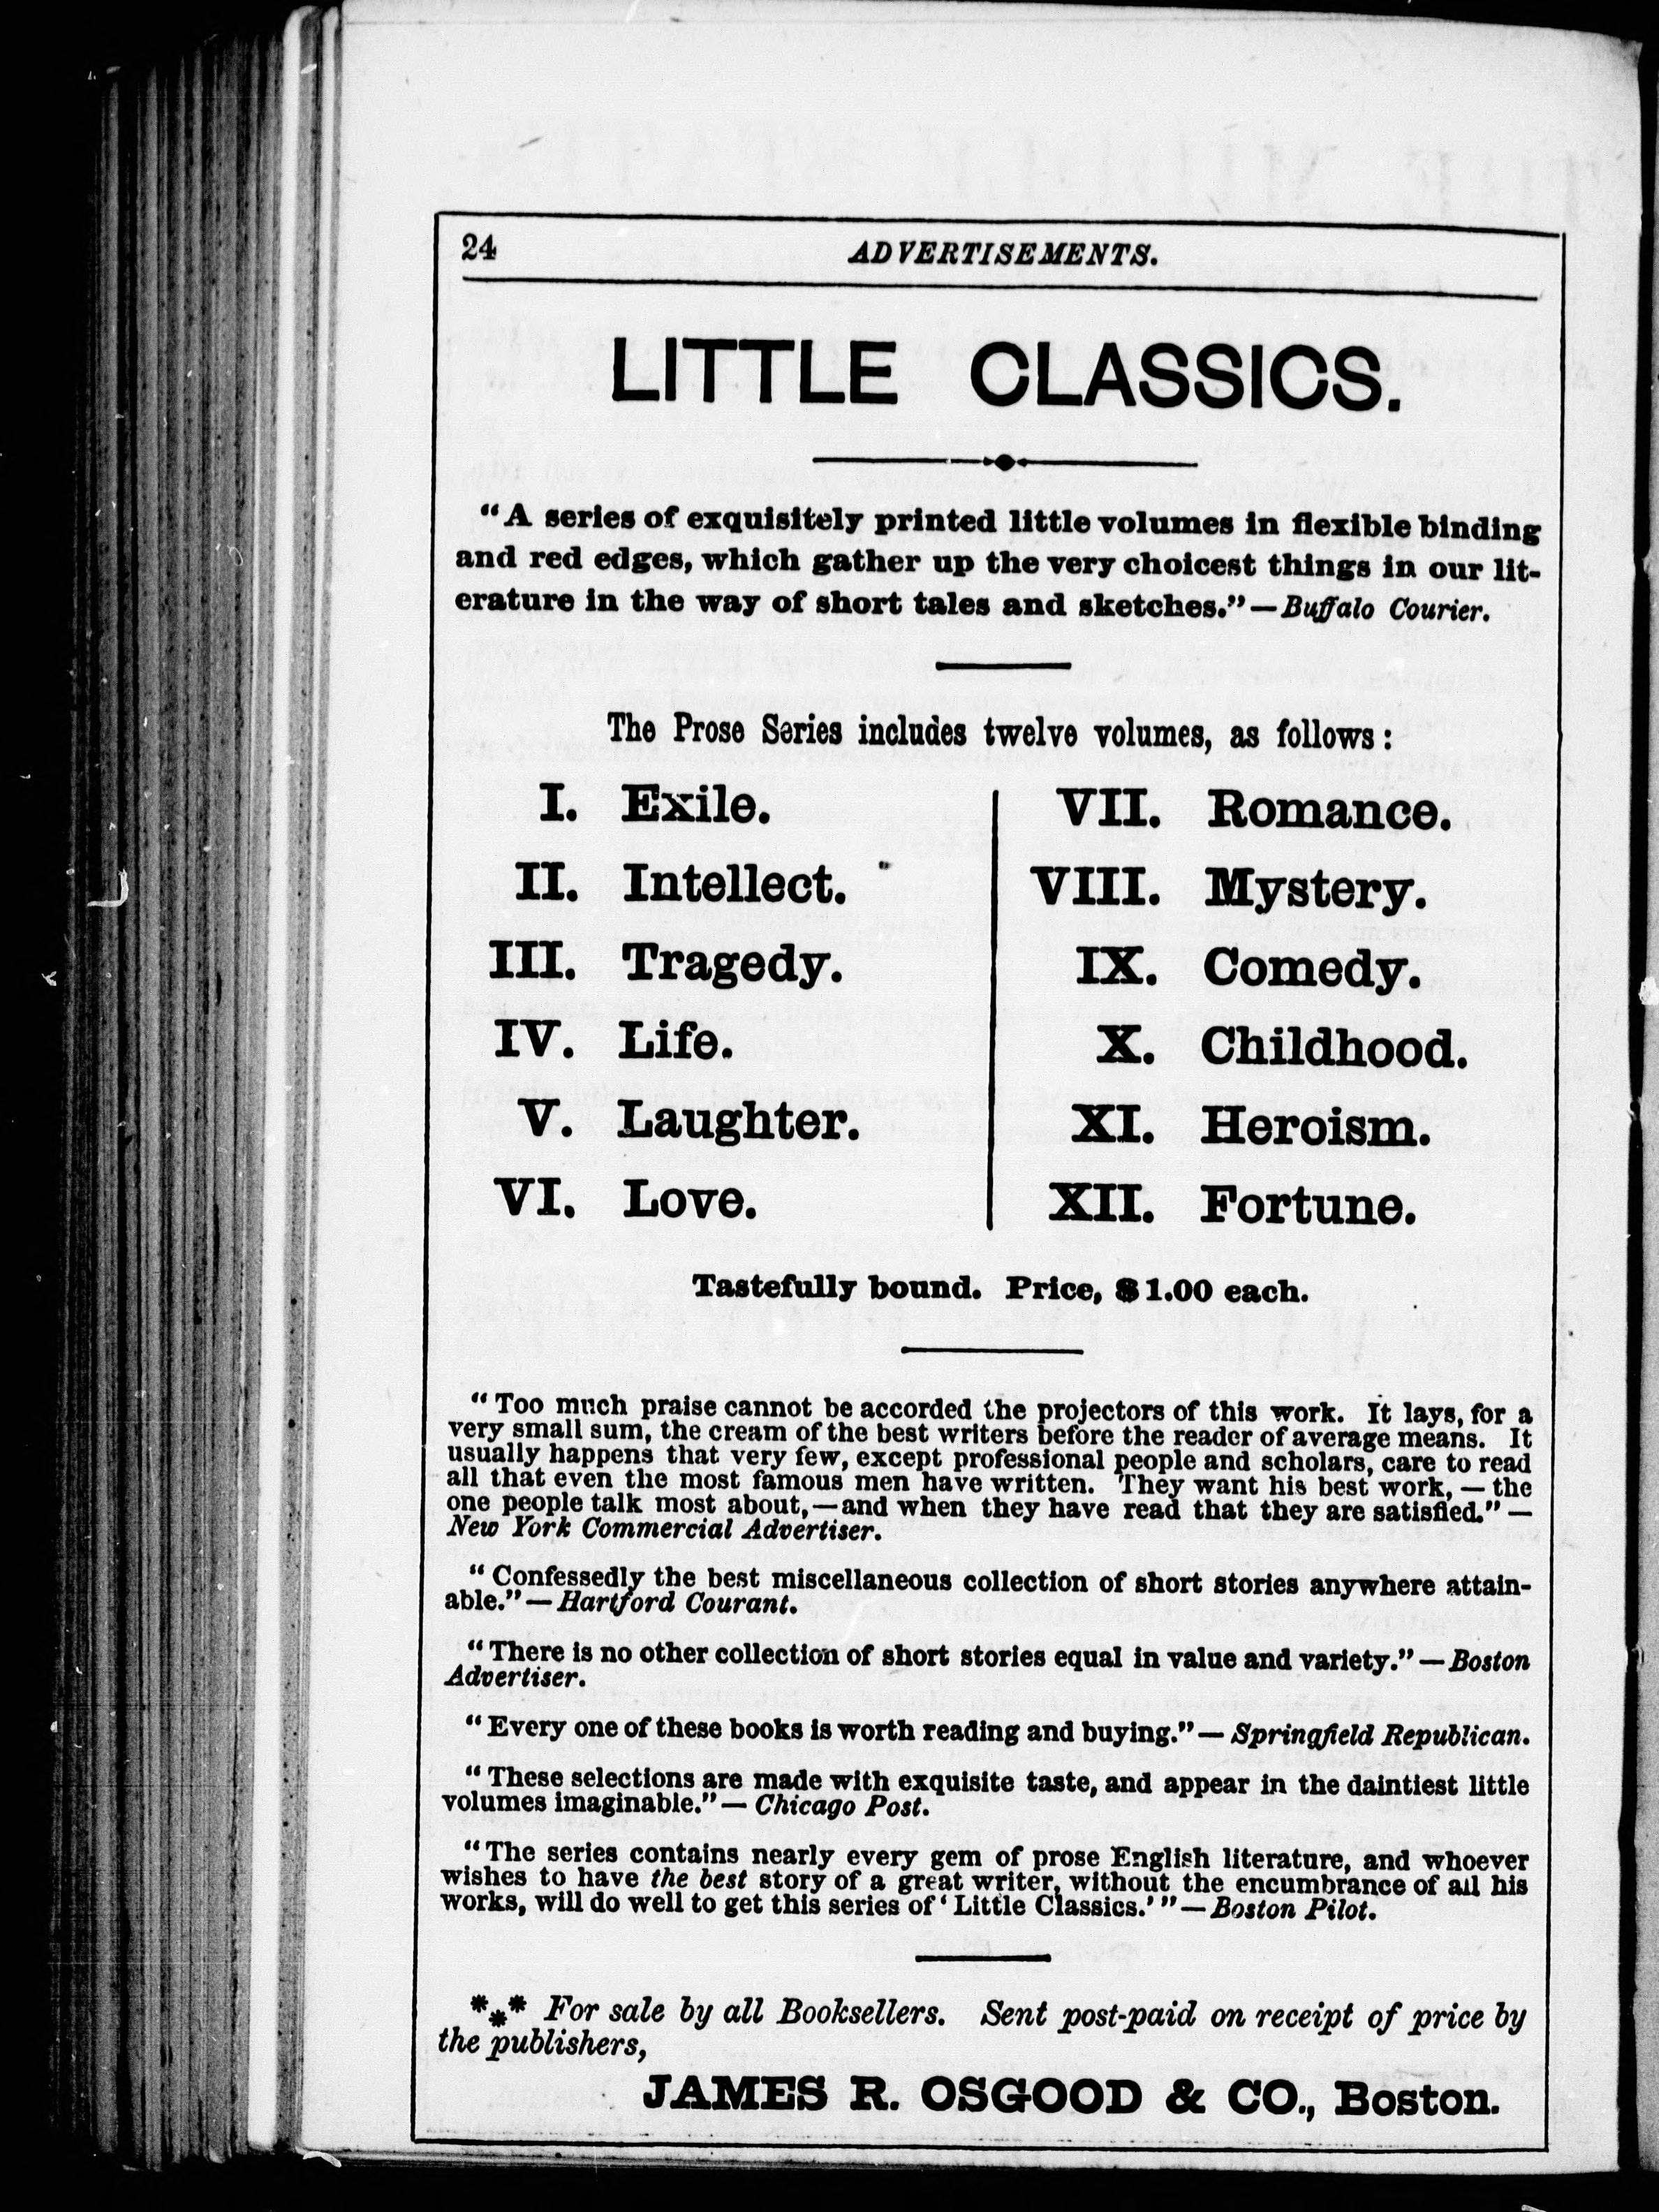 24
ADVERTISEMENTS.
LITTLE CLASSICS.
"A series of exquisitely printed little volumes in flexible binding
and red edges, which gather up the very choicest things in our lit-
erature in the way of short tales and sketches."—Buffalo Courier.
The Prose Series includes twelve volumes, as follows:
I. Exile.
II. Intellect.
III. Tragedy.
IV. Life.
V. Laughter.
VI. Love.
VII. Romance.
VIII. Mystery.
IX. Comedy.
X. Childhood.
XI. Heroism.
XII. Fortune.
Tastefully bound. Price, $1.00 each.
"Too much praise cannot be accorded the projectors of this work. It lays, for a
very small sum, the cream of the best writers before the reader of average means. It
usually happens that very few, except professional people and scholars, care to read
all that even the most famous men have written. They want his best work,—the
one people talk most about,—and when they have read that they are satisfied."—
New York Commercial Advertiser.
"Confessedly the best miscellaneous collection of short stories anywhere attain-
able."—Hartford Courant.
"There is no other collection of short stories equal in value and variety."—Boston
Advertiser.
"Every one of these books is worth reading and buying."—Springfield Republican.
"These selections are made with exquisite taste, and appear in the daintiest little
volumes imaginable."—Chicago Post.
"The series contains nearly every gem of prose English literature, and whoever
wishes to have the best story of a great writer, without the encumbrance of all his
works, will do well to get this series of 'Little Classics.'"—Boston Pilot.
*** For sale by all Booksellers. Sent post-paid on receipt of price by
the publishers,
JAMES R. OSGOOD & CO., Boston.